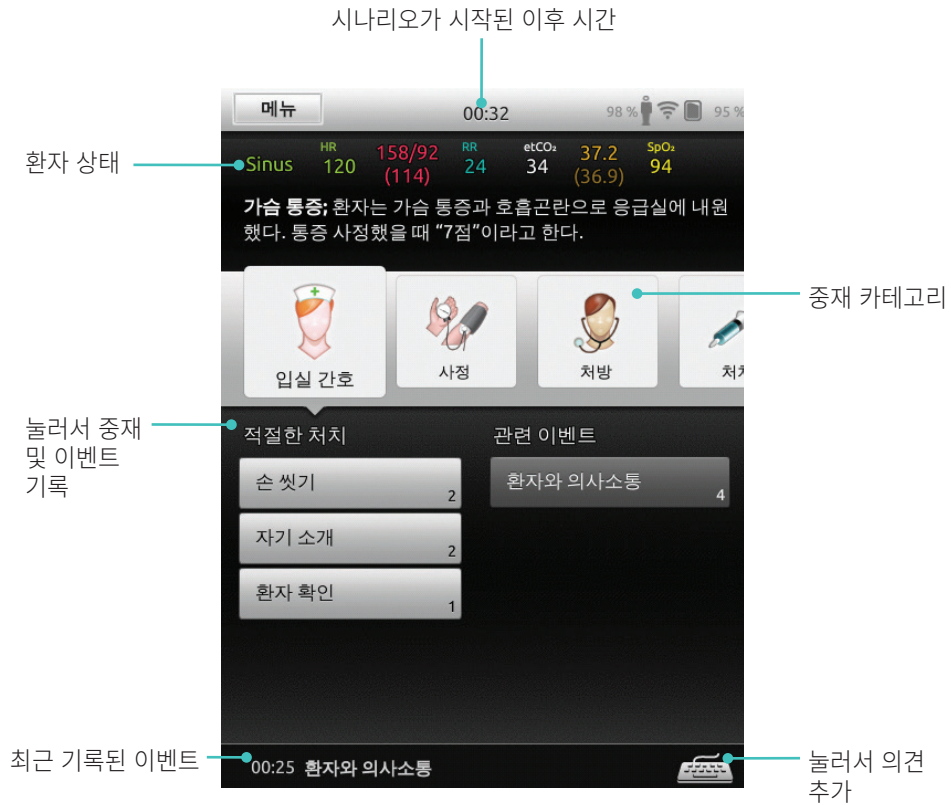 시나리오가 시작된 이후 시간
메뉴
00:32
98 %
95 %
환자 상태
Sinus
HR
120
158/92
(114)
RR
24
etCO₂
34
37.2
(36.9)
SpO₂
94
가슴 통증; 환자는 가슴 통증과 호흡곤란으로 응급실에 내원
했다. 통증 사정했을 때 “7점”이라고 한다.
입실 간호
사정
처방
중재 카테고리
눌러서 중재
및 이벤트
기록
적절한 처치
관련 이벤트
손 씻기
2
환자와 의사소통
4
자기 소개
2
환자 확인
1
최근 기록된 이벤트
00:25 환자와 의사소통
눌러서 의견
추가